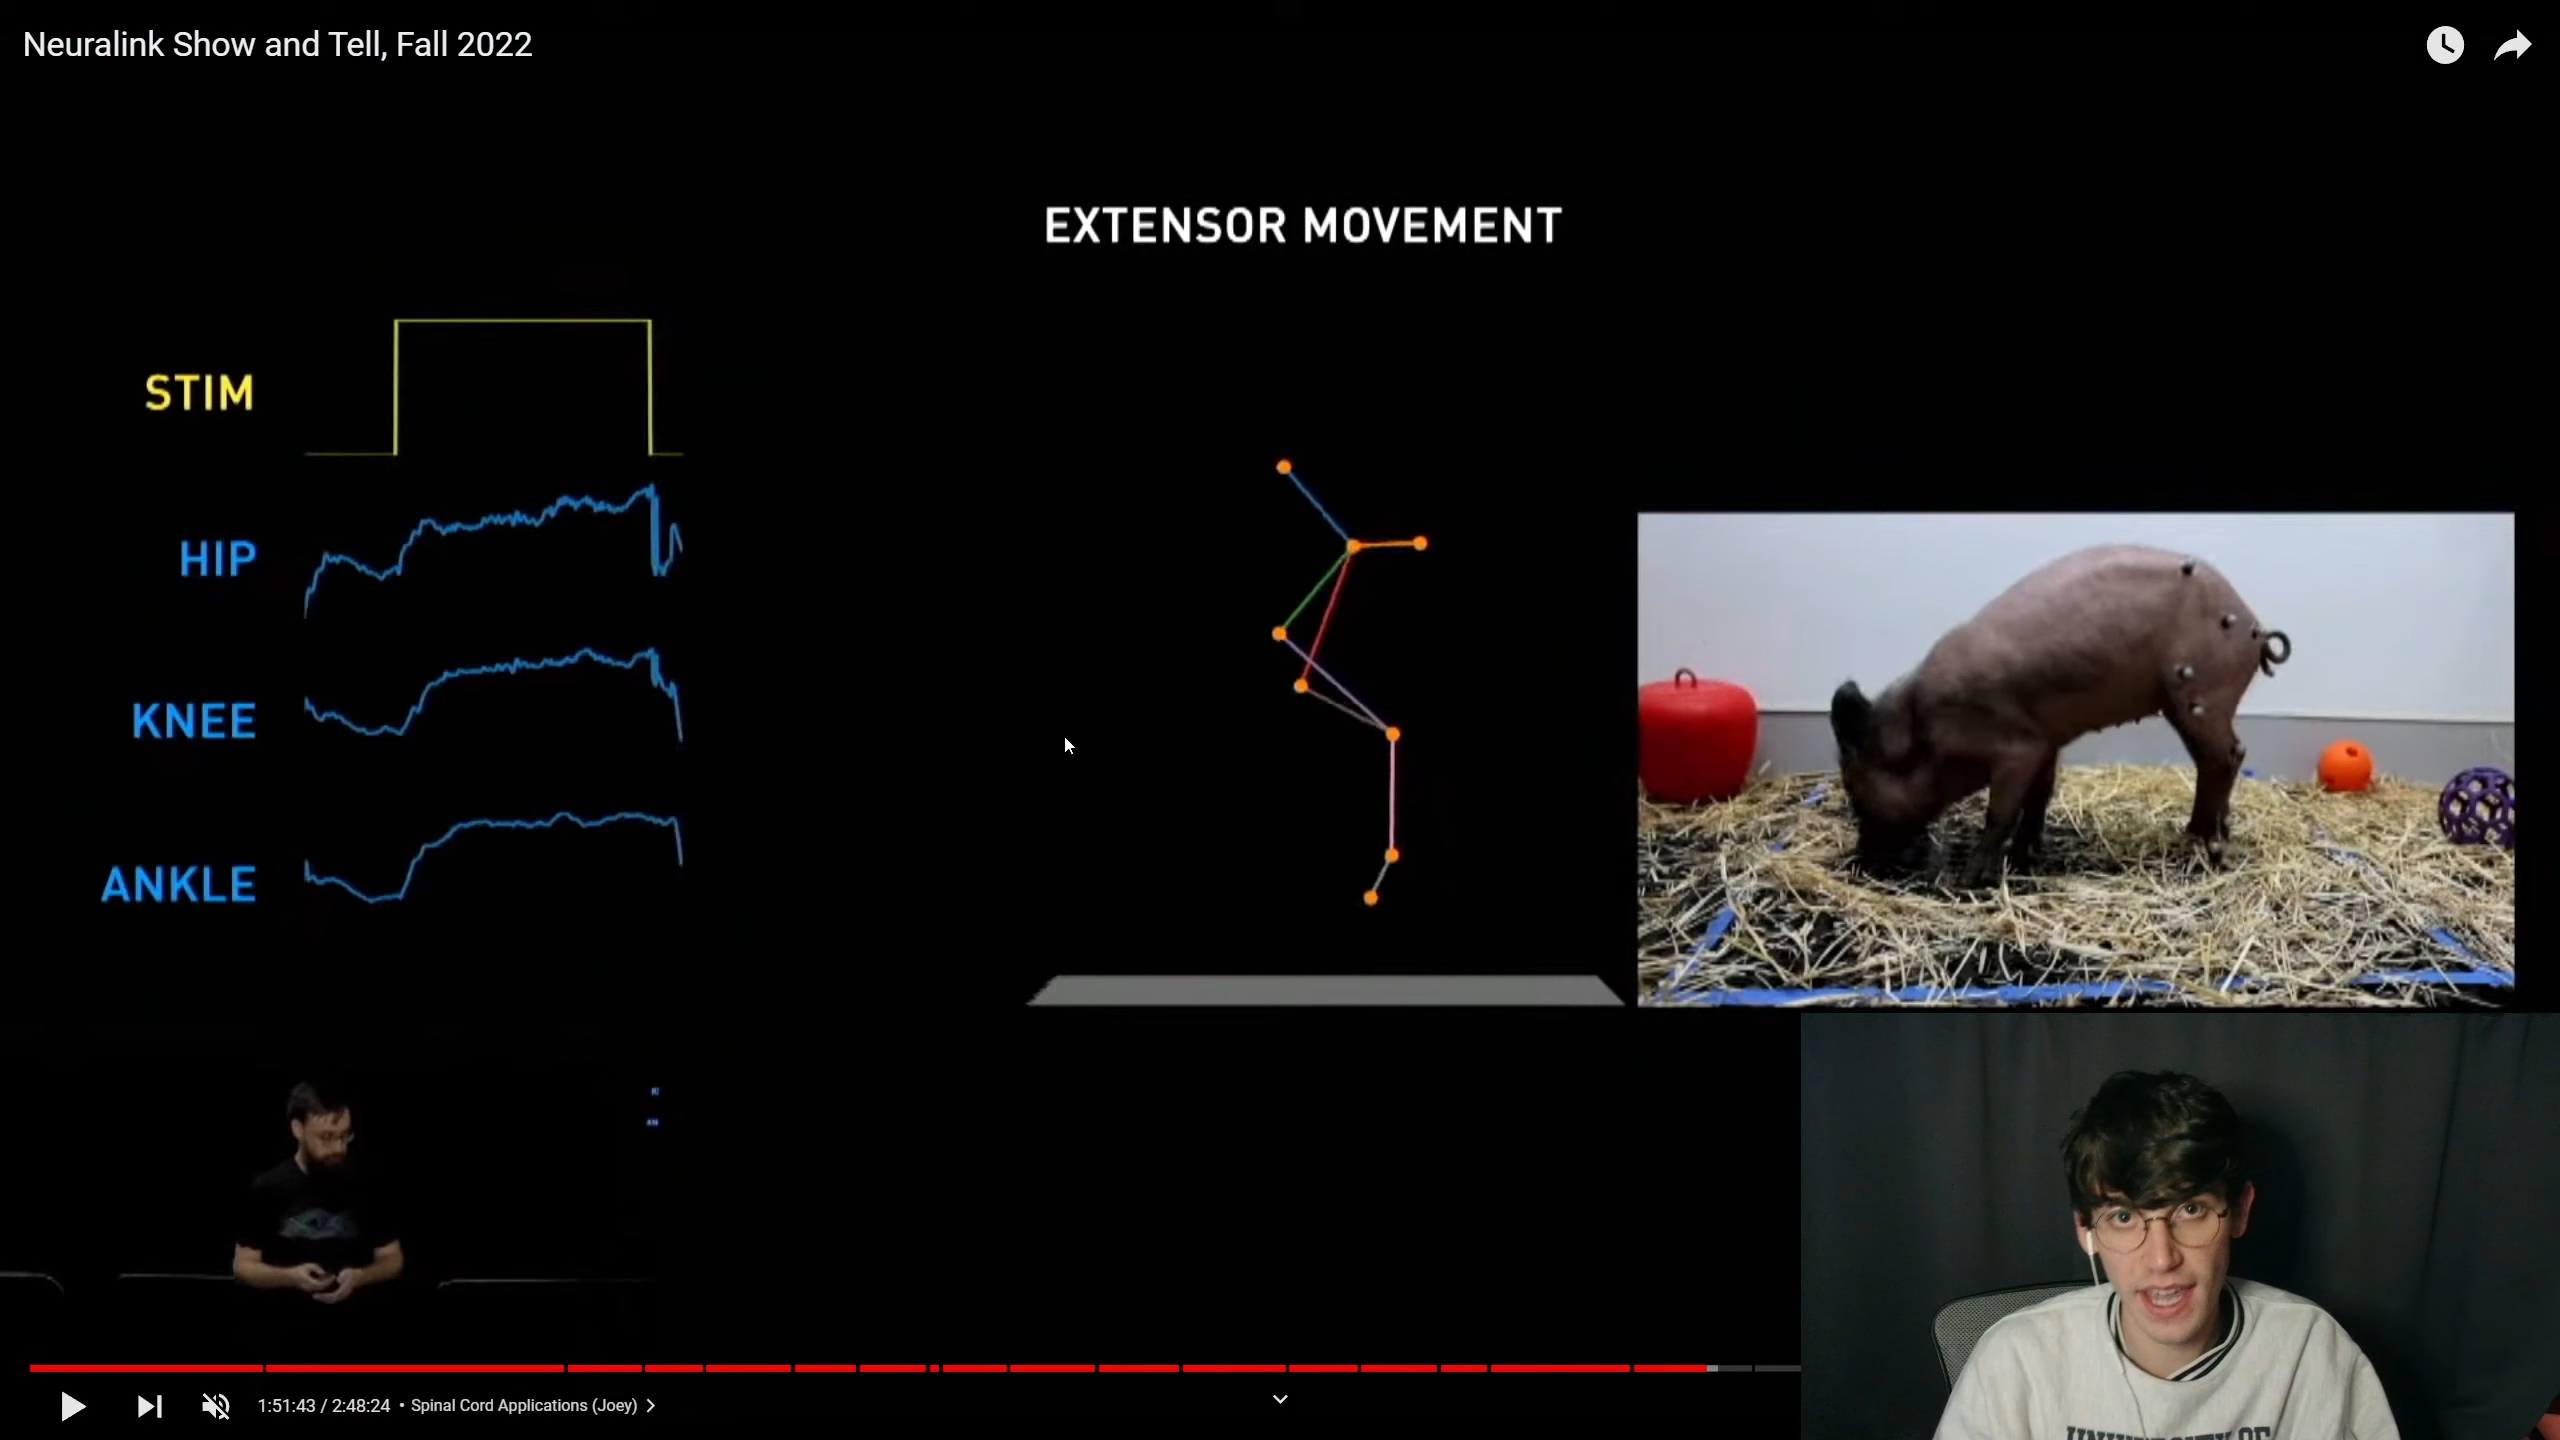 Neuralink Show and Tell, Fall 2022
EXTENSOR MOVEMENT
STIM
HIP
KNEE
ANKLE
1:51:43 / 2:48:24 • Spinal Cord Applications (Joey)